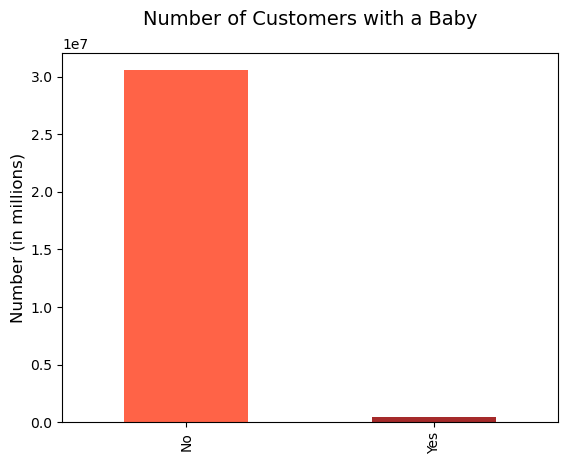 Number of Customers with a Baby
1e7
3.0
2.5
2.0
1.5
1.0
0.5
0.0
Number (in millions)
No
Yes